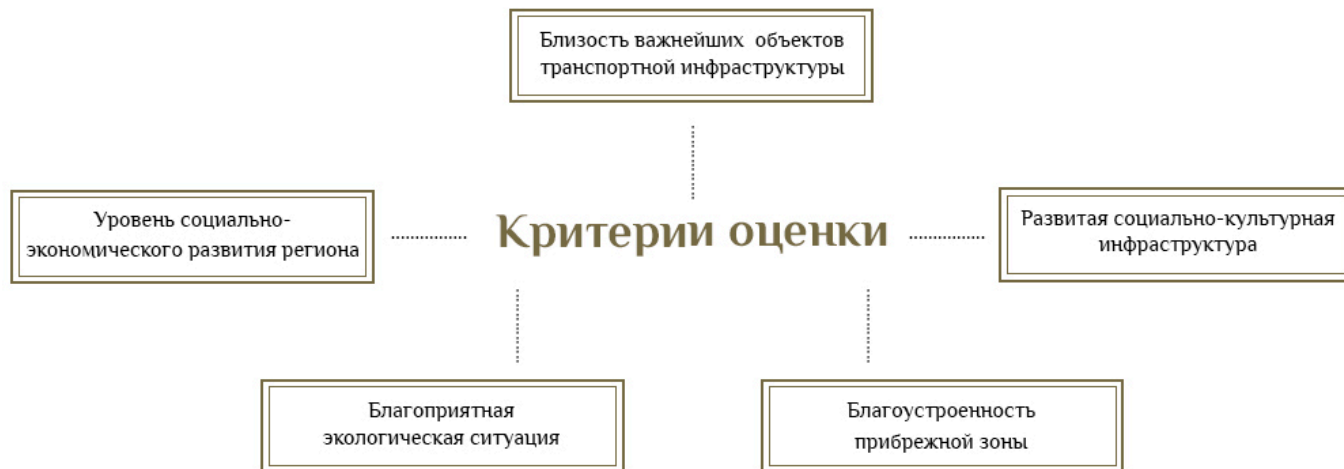 Близость важнейших объектов
транспортной инфраструктуры
Уровень социально-
экономического развития региона
Критерии оценки
Развитая социально-культурная
инфраструктура
Благоприятная
экологическая ситуация
Благоустроенность
прибрежной зоны